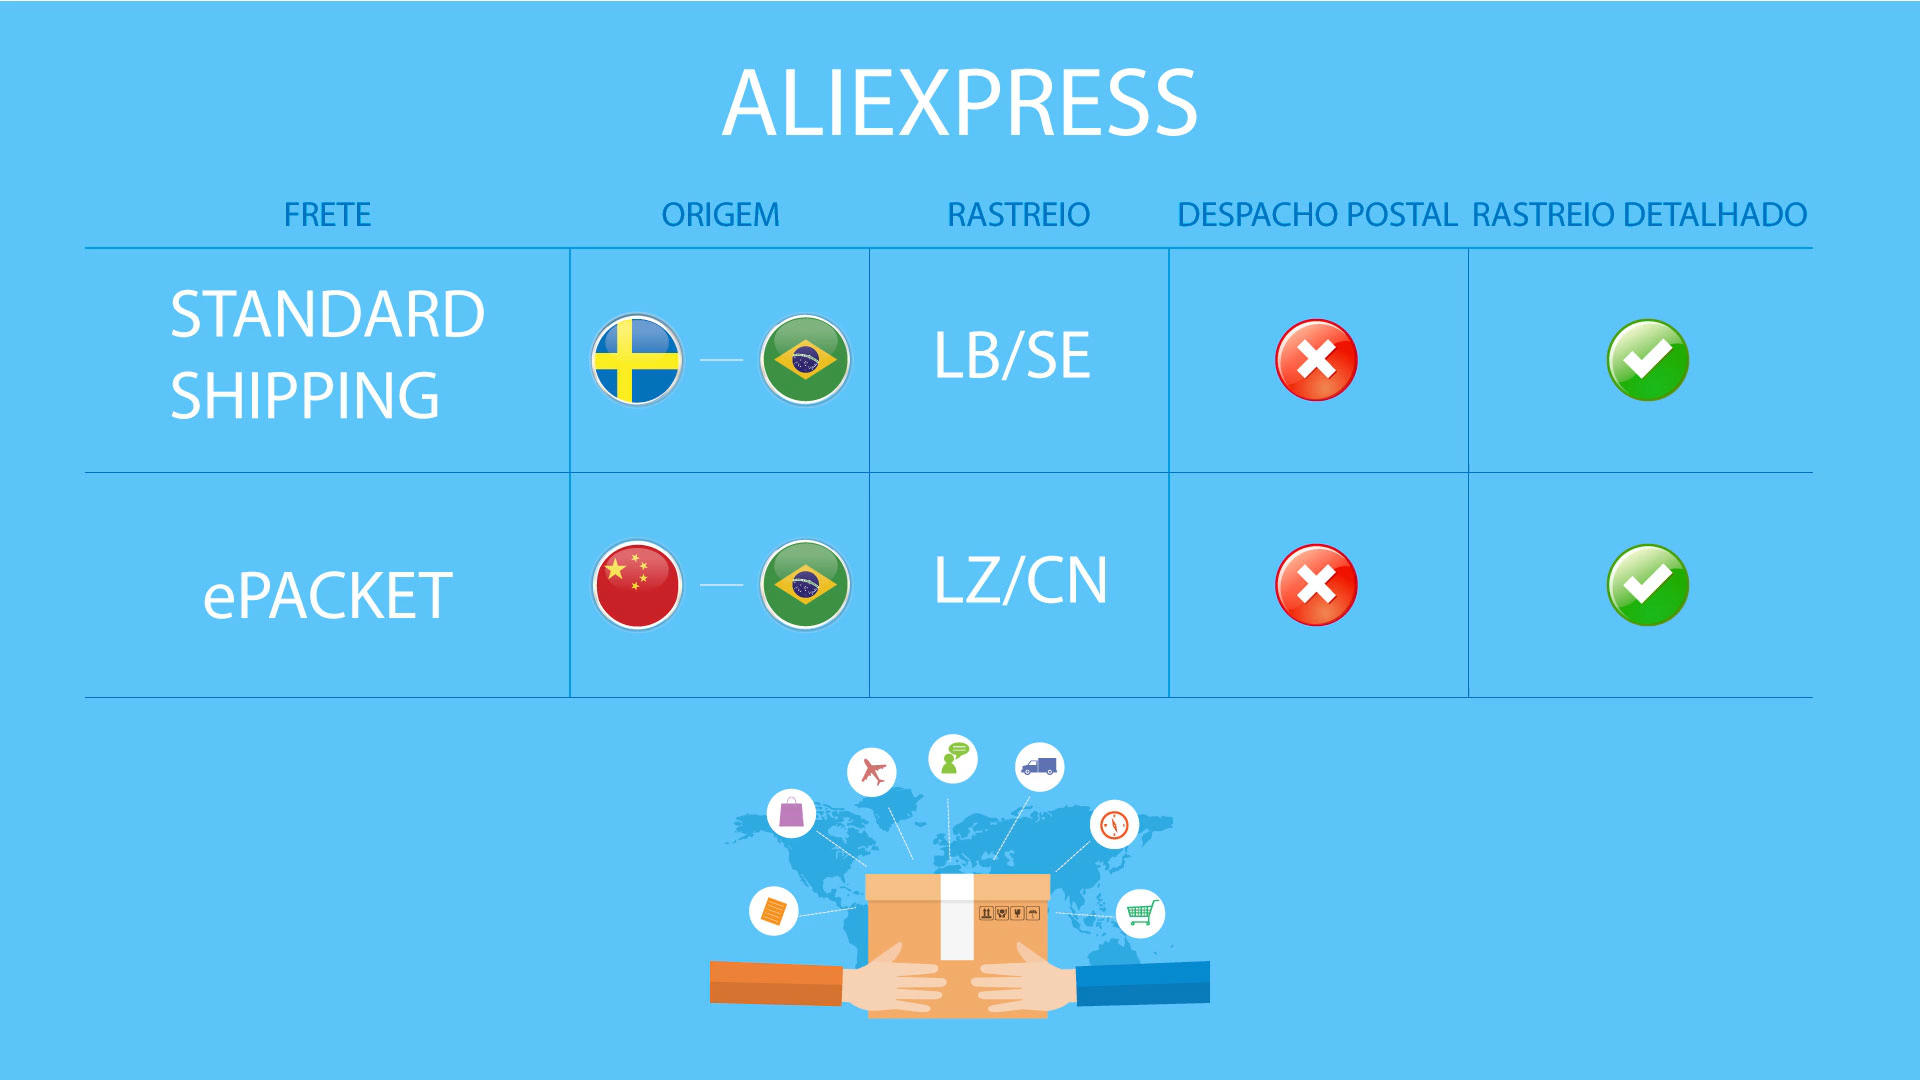 ALIEXPRESS
FRETE ORIGEM RASTREIO DESPACHO POSTAL RASTREIO DETALHADO
STANDARD
SHIPPING
LB/SE
ePACKET
LZ/CN